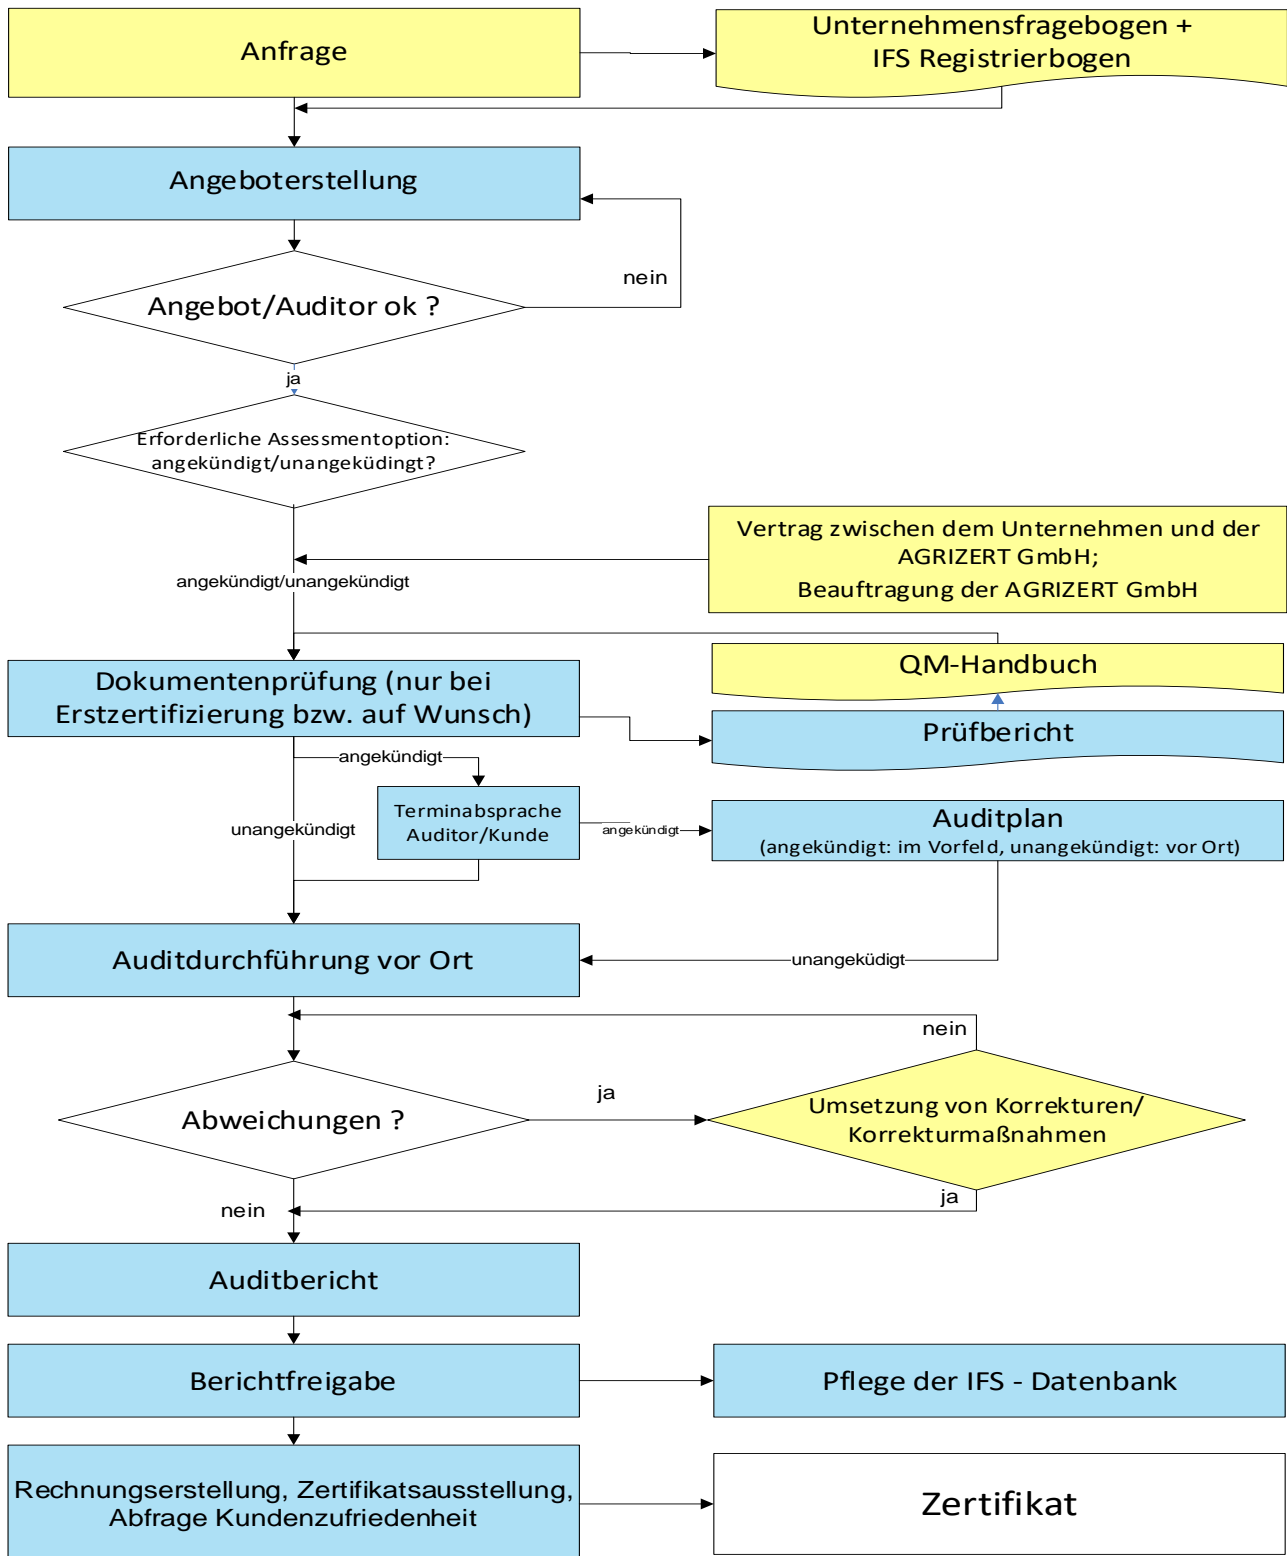 Anfrage
Unternehmensfragebogen +
IFS Registrierbogen
Angeboterstellung
nein
Angebot/Auditor ok ?
ja
Erforderliche Assessmentoption:
angekündigt/unangeküdingt?
Vertrag zwischen dem Unternehmen und der
AGRIZERT GmbH;
Beauftragung der AGRIZERT GmbH
angekündigt/unangekündigt
QM-Handbuch
Dokumentenprüfung (nur bei
Erstzertifizierung bzw. auf Wunsch)
Prüfbericht
angekündigt
Terminabsprache
Auditor/Kunde
unangekündigt
angekündigt
Auditplan
(angekündigt: im Vorfeld, unangekündigt: vor Ort)
Auditdurchführung vor Ort
unangeküdigt
nein
Abweichungen ?
ja
Umsetzung von Korrekturen/
Korrekturmaßnahmen
ja
nein
Auditbericht
Berichtfreigabe
Pflege der IFS - Datenbank
Rechnungserstellung, Zertifikatsausstellung,
Abfrage Kundenzufriedenheit
Zertifikat